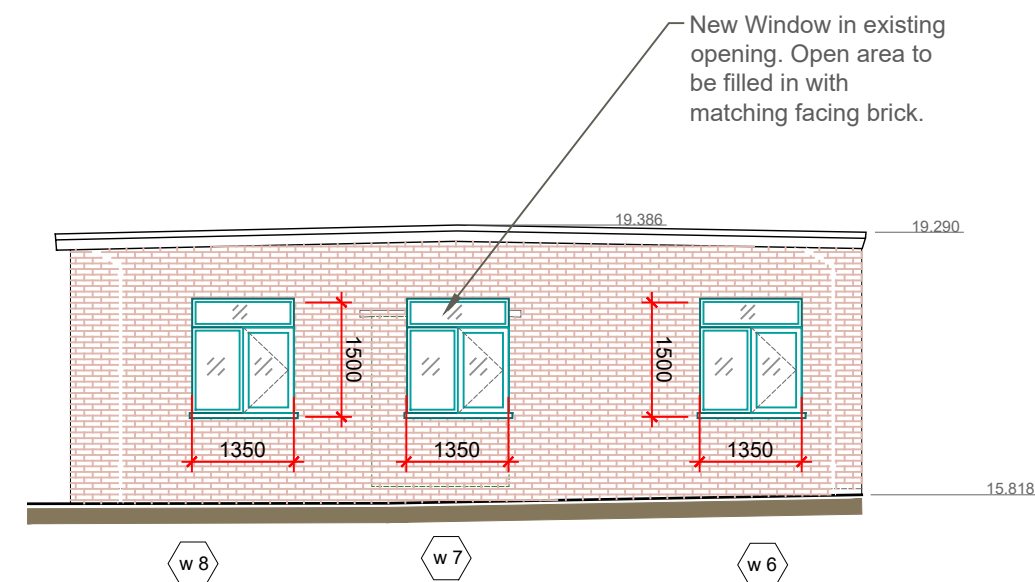 New Window in existing
opening. Open area to
be filled in with
matching facing brick.
19.386
19.290
1500
1500
1350
1350
1350
15.818
w 8
w 7
w 6